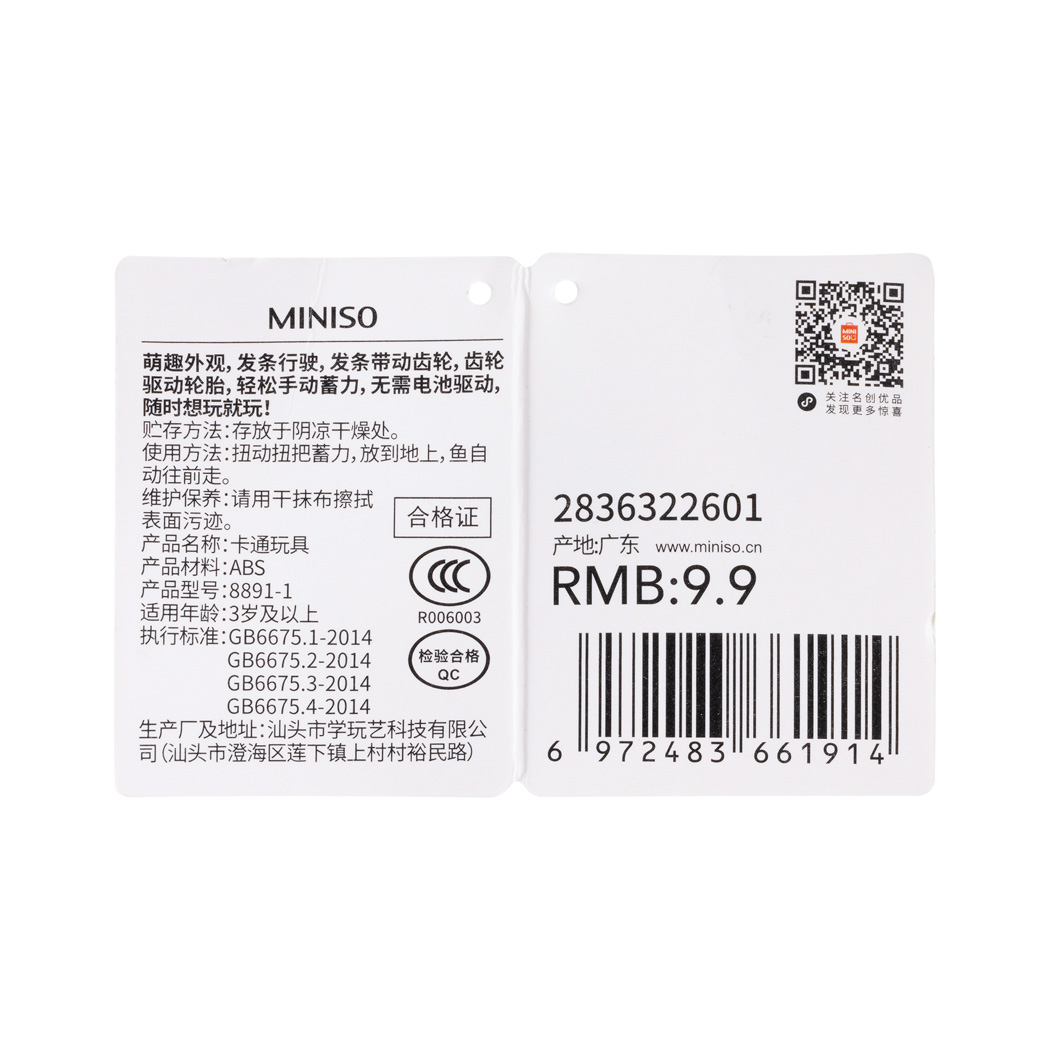 MINISO
萌趣外观，发条行驶，发条带动齿轮，齿轮
驱动轮胎，轻松手动蓄力，无需电池驱动，
随时想玩就玩！
贮存方法：存放于阴凉干燥处。
使用方法：扭动扭把蓄力，放到地上，鱼自
动往前走。
维护保养：请用干抹布擦拭
表面污迹。
产品名称：卡通玩具
产品材料：ABS
产品型号：8891-1
适用年龄：3岁及以上
执行标准：GB6675.1-2014
GB6675.2-2014
GB6675.3-2014
GB6675.4-2014
生产厂及地址：汕头市学玩艺科技有限公
司（汕头市澄海区莲下镇上村村裕民路）
合格证
CCC
R006003
检验合格
QC
MINI
SO
关注名创优品
发现更多惊喜
2836322601
产地:广东 www.miniso.cn
RMB:9.9
6 972483 661914